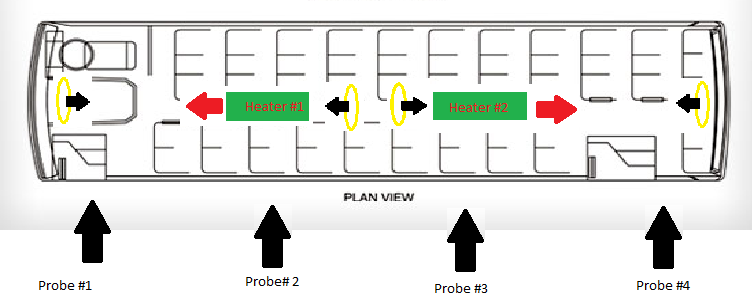 Heater #1
Heater #2
PLAN VIEW
Probe #1
Probe# 2
Probe #3
Probe #4